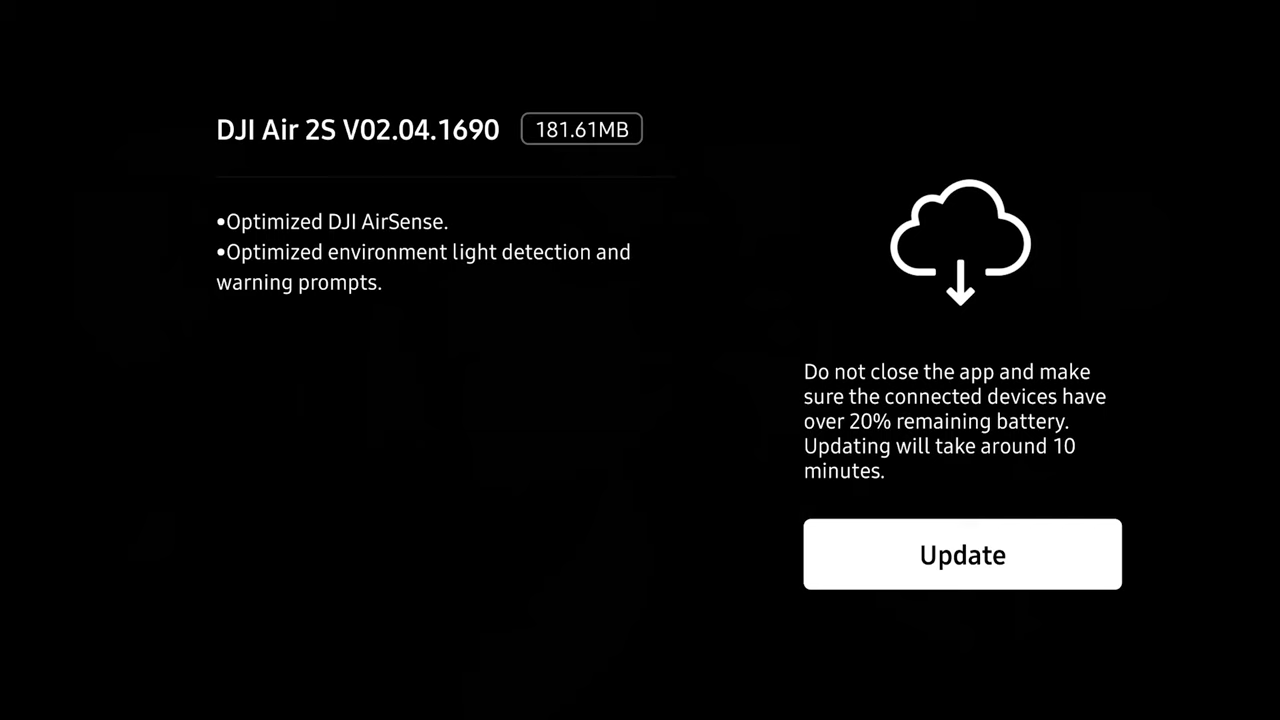 DJI Air 2S V02.04.1690 181.61MB
•Optimized DJI AirSense.
•Optimized environment light detection and
warning prompts.
Do not close the app and make
sure the connected devices have
over 20% remaining battery.
Updating will take around 10
minutes.
Update